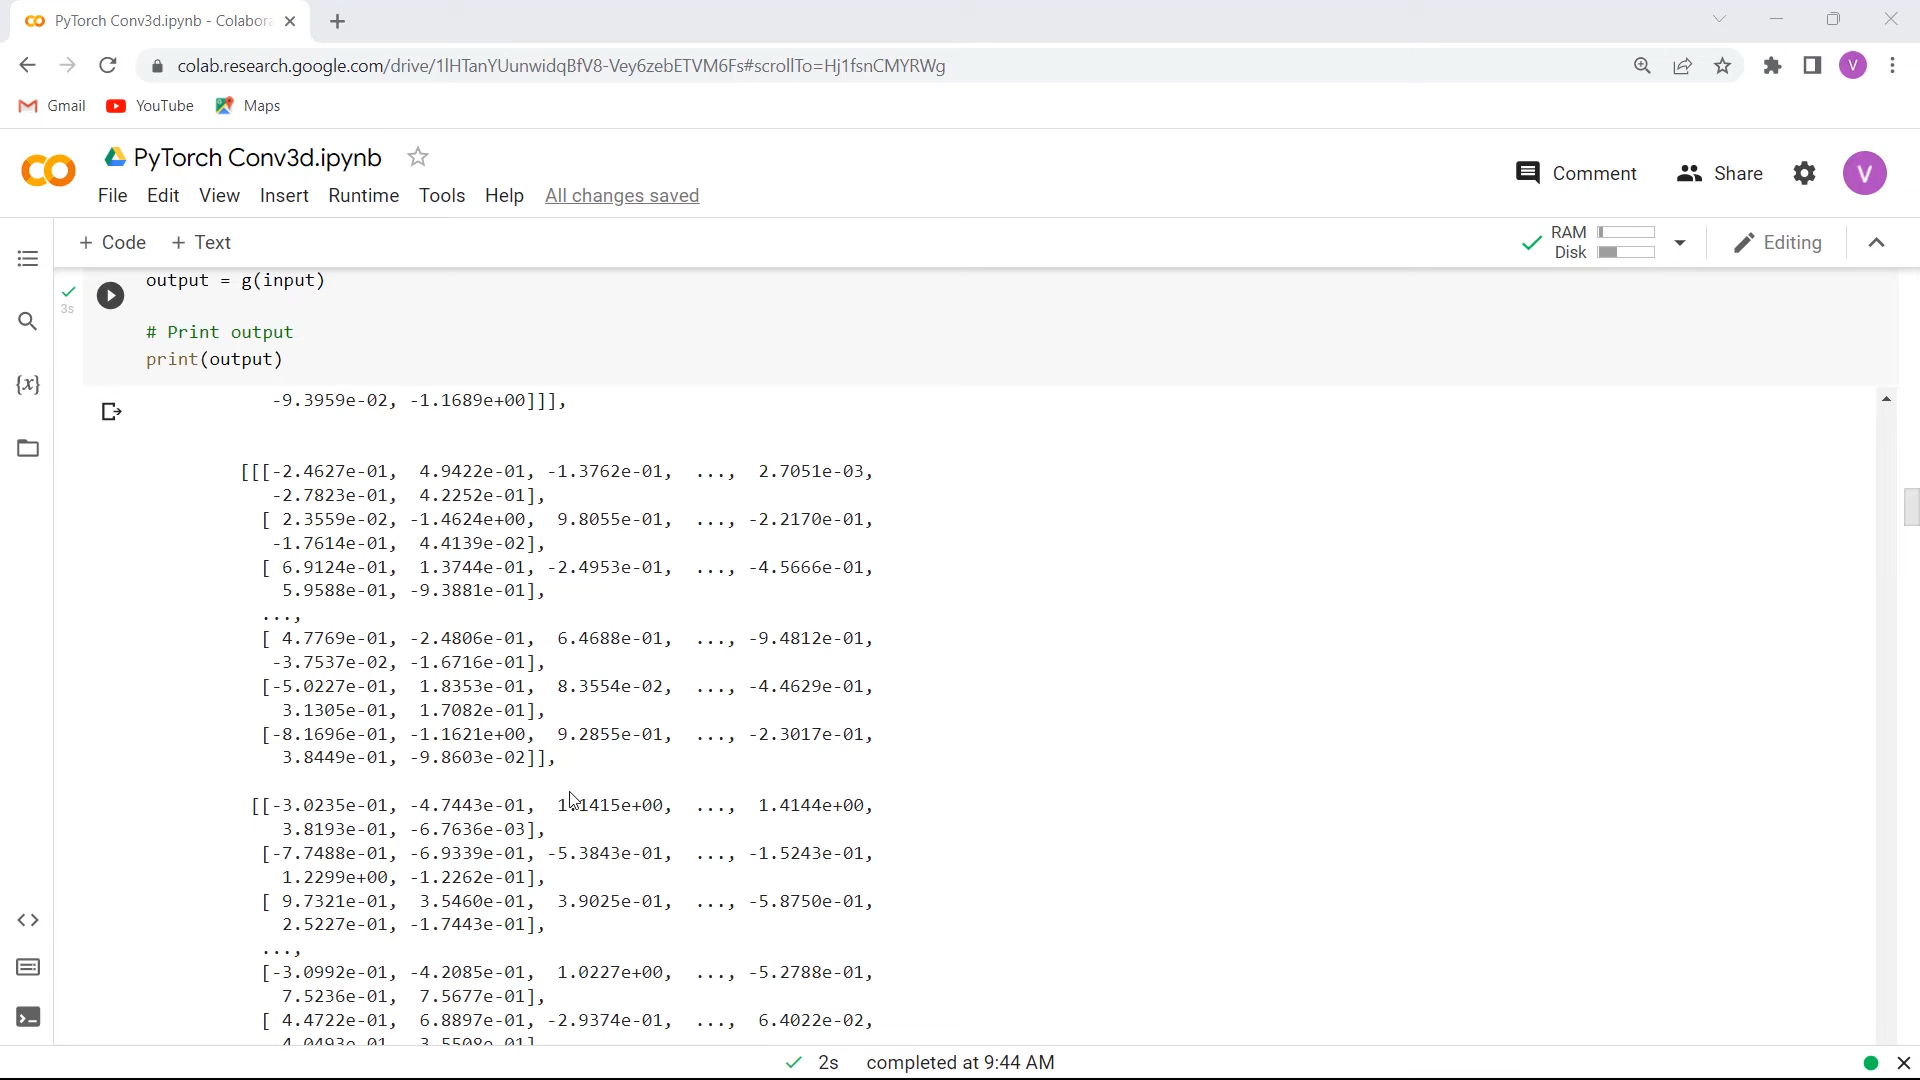 PyTorch Conv3d.ipynb - Colabora
colab.research.google.com/drive/1lHTanYUunwidqBfV8-Vey6zebETVM6Fs#scrollTo=Hj1fsnCMYRWg
V
Gmail YouTube Maps
PyTorch Conv3d.ipynb
Comment Share V
File Edit View Insert Runtime Tools Help All changes saved
+ Code + Text
RAM
Disk
Editing
output = g(input)
3s
# Print output
print(output)
{x}
-9.3959e-02, -1.1689e+00]]],
[[[-2.4627e-01, 4.9422e-01, -1.3762e-01, ..., 2.7051e-03,
-2.7823e-01, 4.2252e-01],
[ 2.3559e-02, -1.4624e+00, 9.8055e-01, ..., -2.2170e-01,
-1.7614e-01, 4.4139e-02],
[ 6.9124e-01, 1.3744e-01, -2.4953e-01, ..., -4.5666e-01,
5.9588e-01, -9.3881e-01],
...,
[ 4.7769e-01, -2.4806e-01, 6.4688e-01, ..., -9.4812e-01,
-3.7537e-02, -1.6716e-01],
[-5.0227e-01, 1.8353e-01, 8.3554e-02, ..., -4.4629e-01,
3.1305e-01, 1.7082e-01],
[-8.1696e-01, -1.1621e+00, 9.2855e-01, ..., -2.3017e-01,
3.8449e-01, -9.8603e-02]],
[[-3.0235e-01, -4.7443e-01, ..., 1.4144e+00,
3.8193e-01, -6.7636e-03],
[-7.7488e-01, -6.9339e-01, -5.3843e-01, ..., -1.5243e-01,
1.2299e+00, -1.2262e-01],
[ 9.7321e-01, 3.5460e-01, 3.9025e-01, ..., -5.8750e-01,
2.5227e-01, -1.7443e-01],
...,
[-3.0992e-01, -4.2085e-01, 1.0227e+00, ..., -5.2788e-01,
7.5236e-01, 7.5677e-01],
[ 4.4722e-01, 6.8897e-01, -2.9374e-01, ..., 6.4022e-02,
2s completed at 9:44 AM